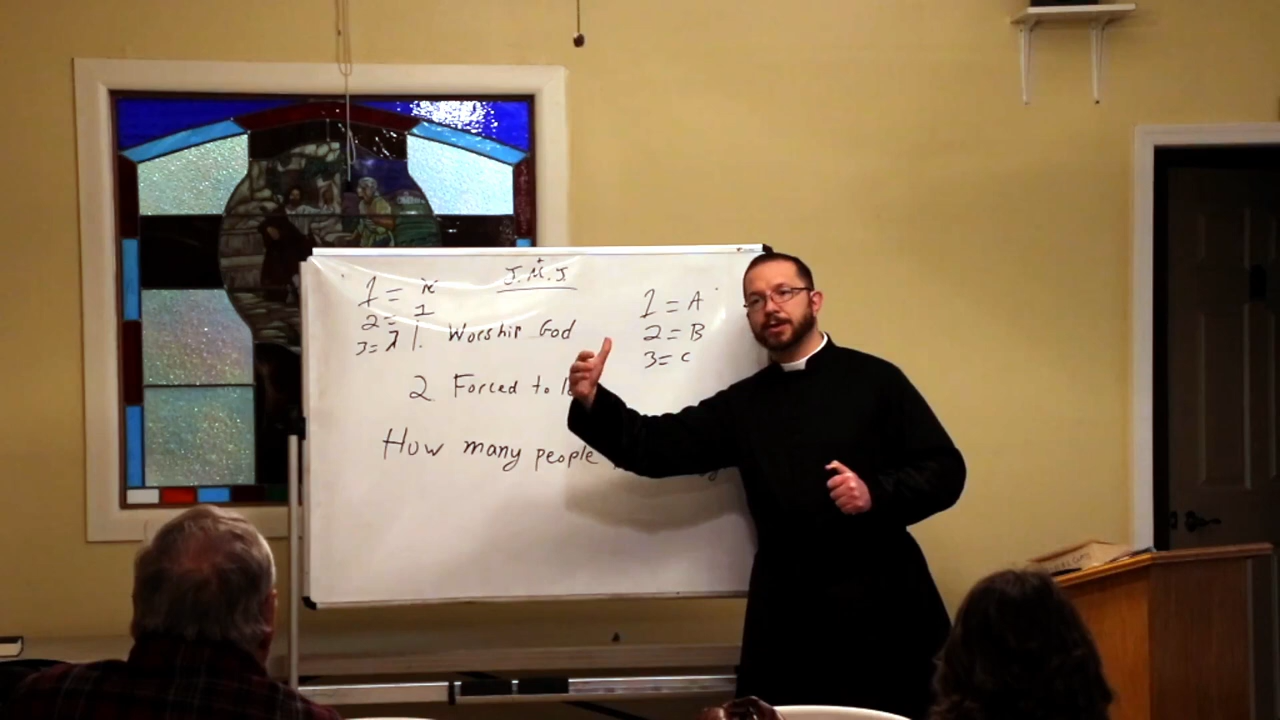 J.M.J.
1 = א
2 = ב
3 = ג
1. Worship God
2 Forced to
How many people
1 = A
2 = B
3 = C